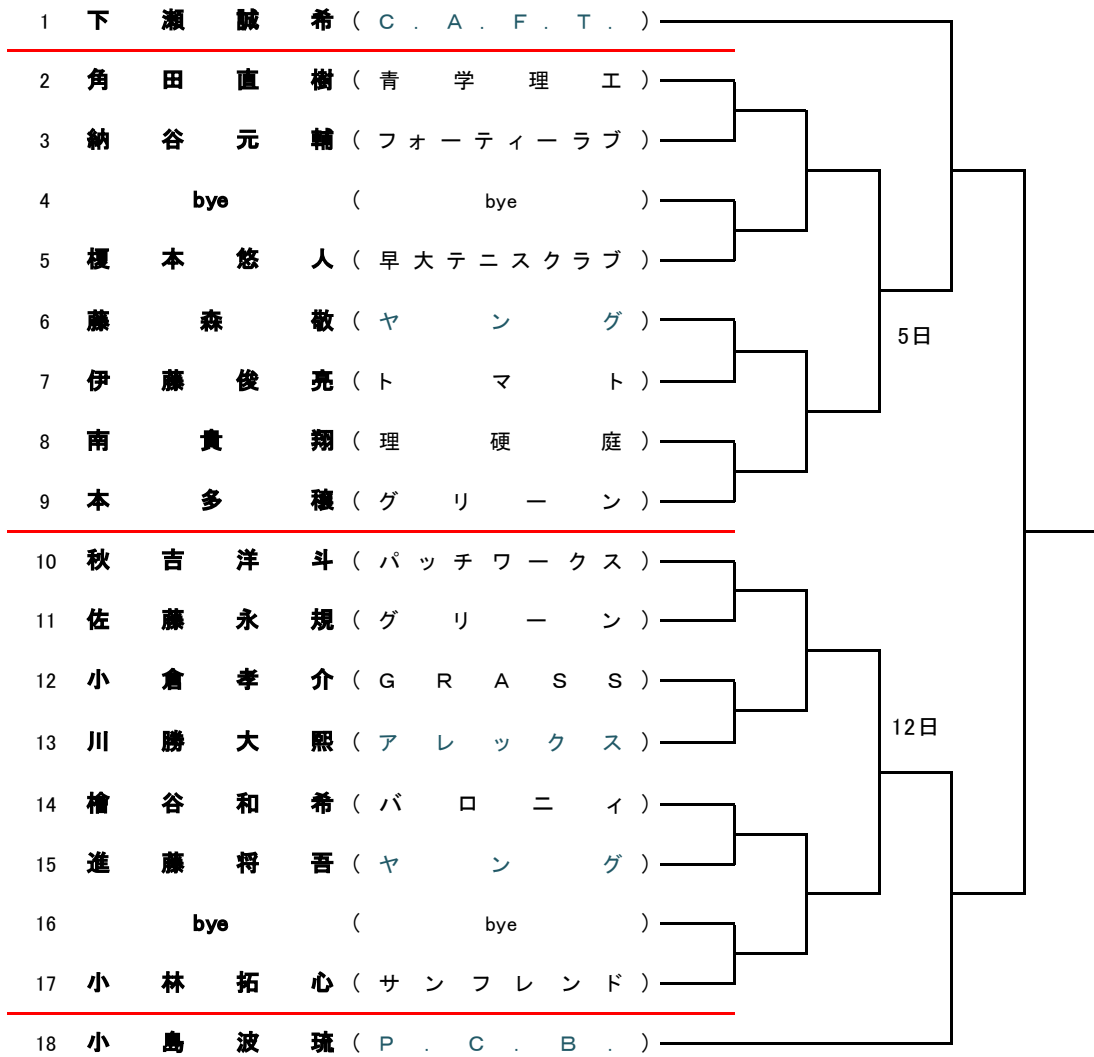 1 下瀬誠希 (C.A.F.T.)
2 角田直樹 (青学理工)
3 納谷元輔 (フォーティーラブ)
4 bye (bye)
5 榎本悠人 (早大テニスクラブ)
6 藤森敬 (ヤング)
5日
7 伊藤俊亮 (トマト)
8 南貴翔 (理硬庭)
9 本多穣 (グリーン)
10 秋吉洋斗 (パッチワークス)
11 佐藤永規 (グリーン)
12 小倉孝介 (GRASS)
12日
13 川勝大熙 (アレックス)
14 檜谷和希 (バロニィ)
15 進藤将吾 (ヤング)
16 bye (bye)
17 小林拓心 (サンフレンド)
18 小島波琉 (P.C.B.)